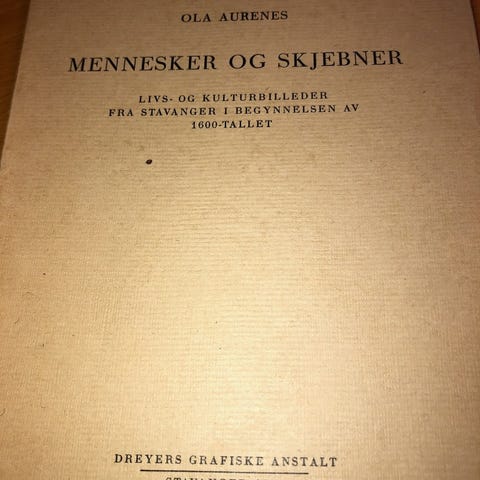 OLA AURENES
MENNESKER OG SKJEBNER
LIVS- OG KULTURBILLEDER
FRA STAVANGER I BEGYNNELSEN AV
1600-TALLET
DREYERS GRAFISKE ANSTALT